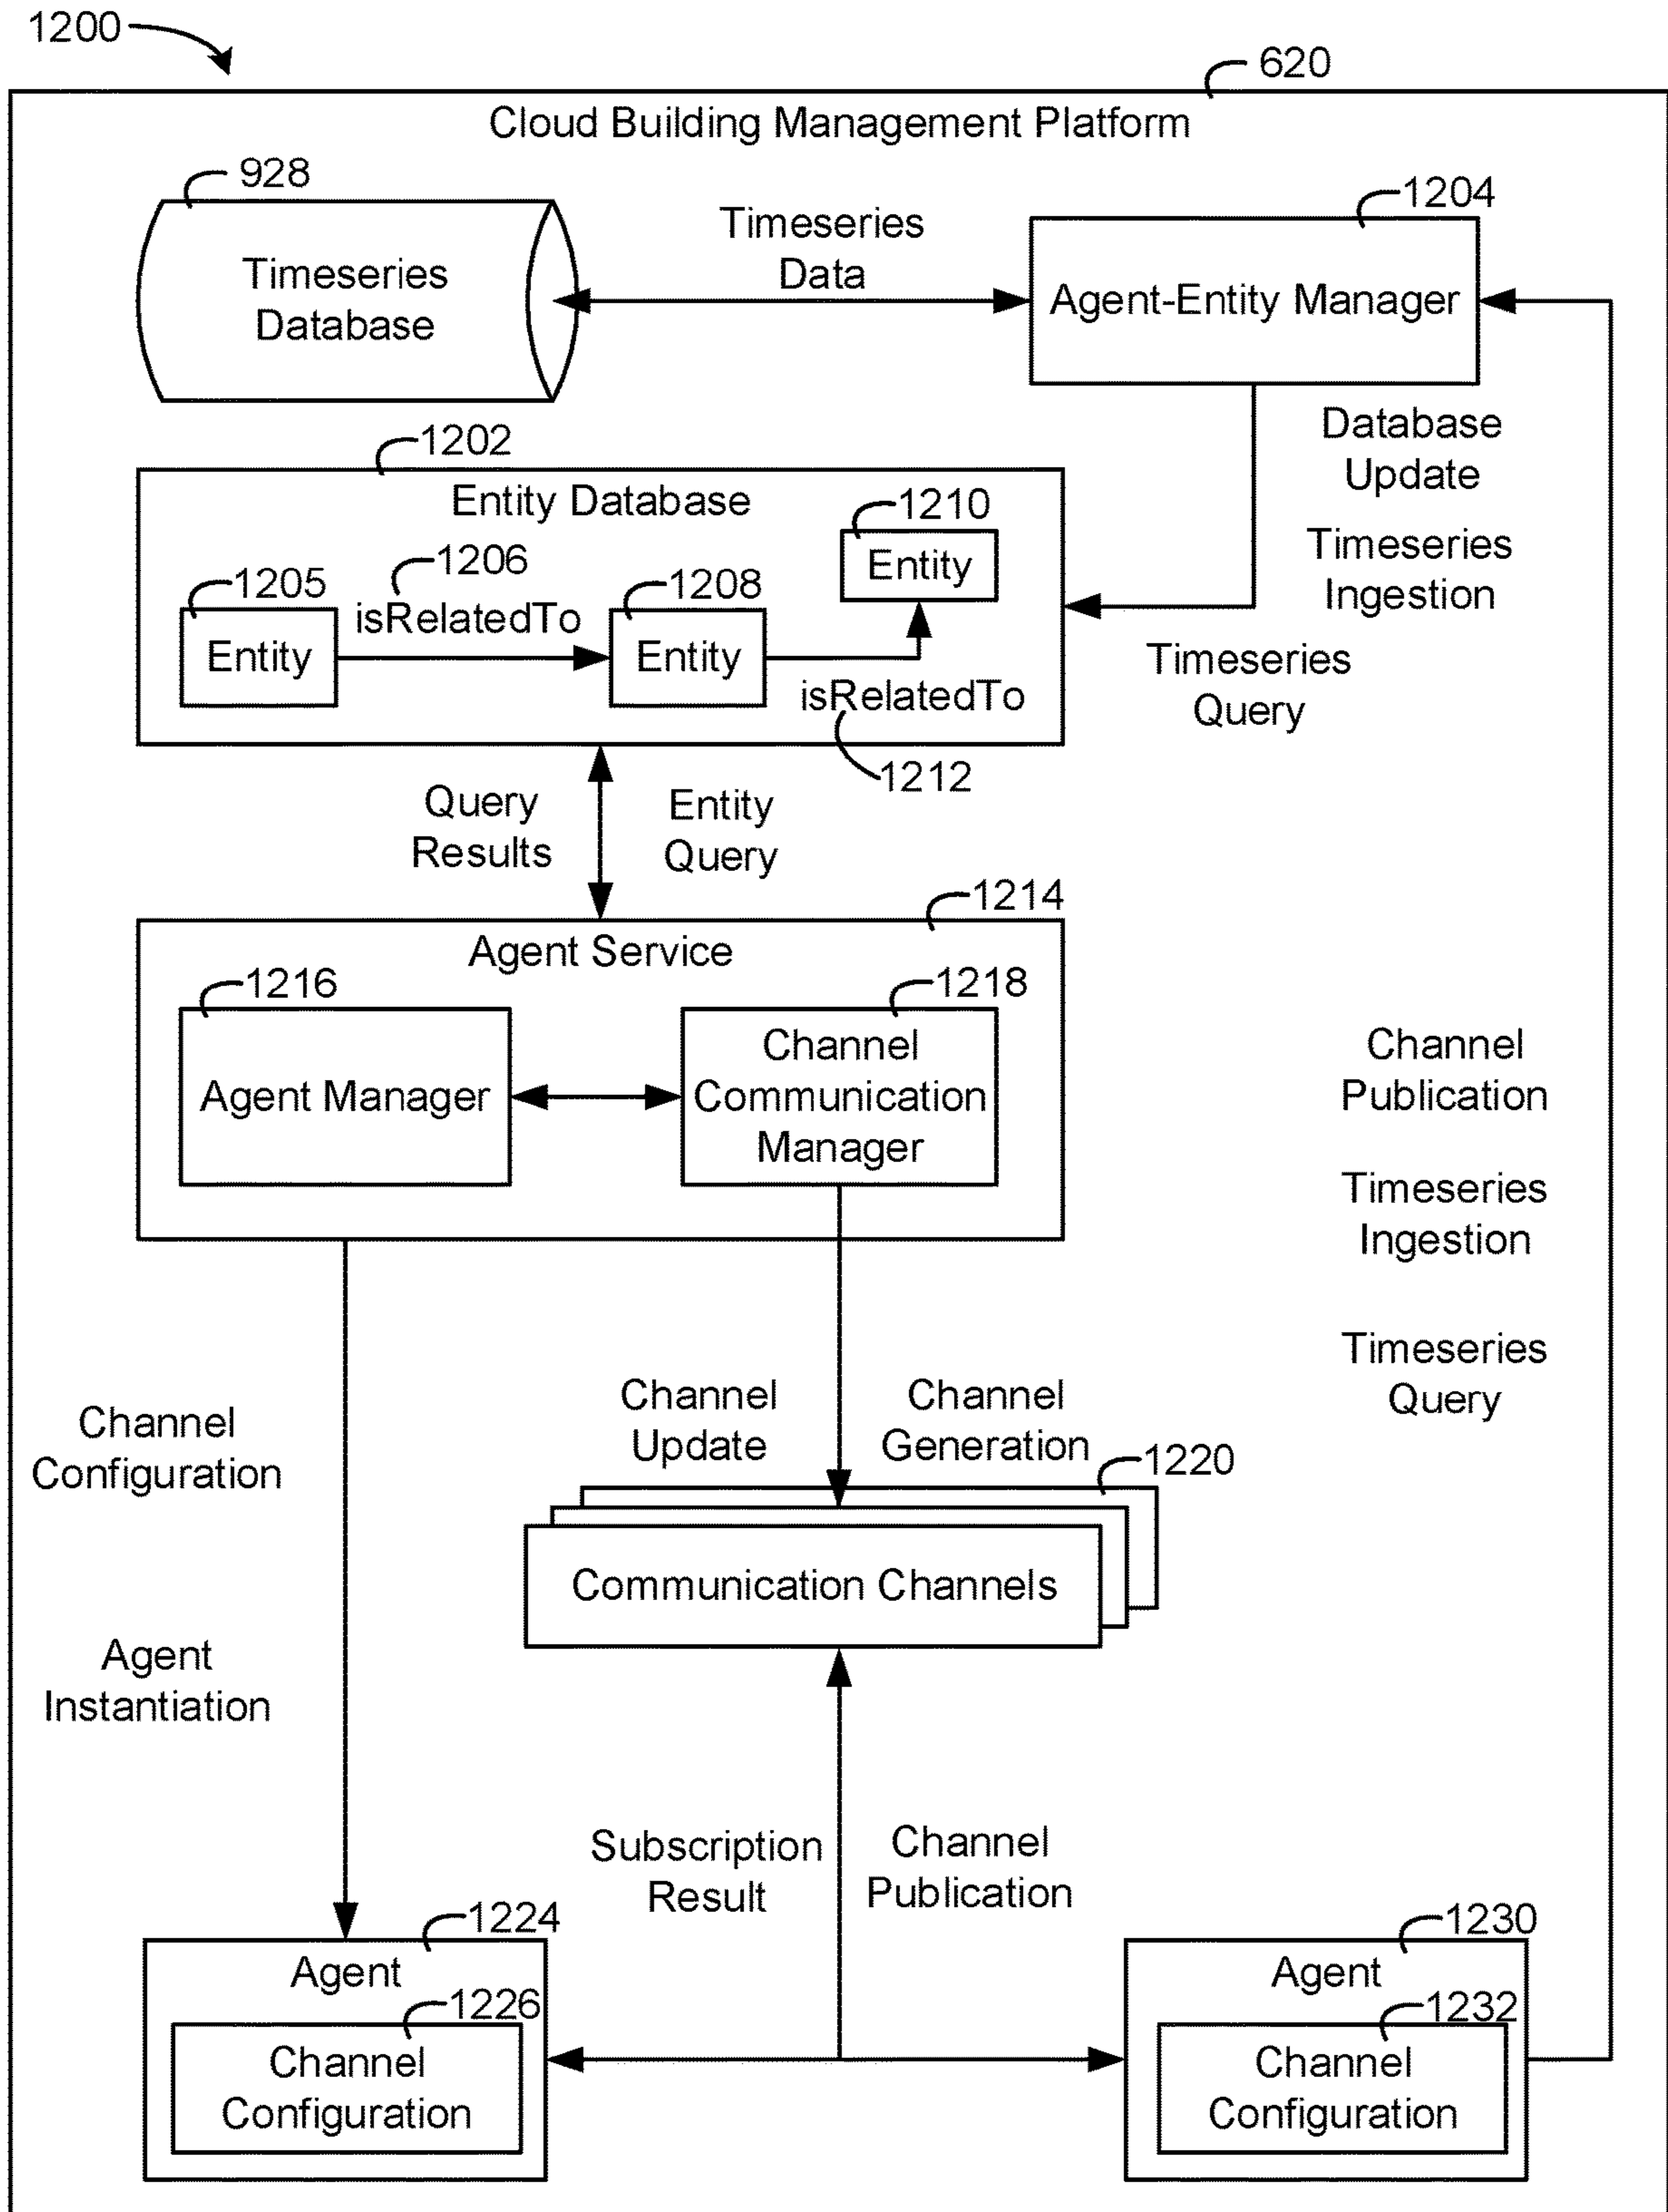 1200
620
Cloud Building Management Platform
928
Timeseries
Database
Timeseries
Data
1204
Agent-Entity Manager
Database
Update
Timeseries
Ingestion
Timeseries
Query
1202
Entity Database
1205
Entity
1206
isRelatedTo
1208
Entity
1210
Entity
isRelatedTo
1212
Query
Results
Entity
Query
1214
Agent Service
1216
Agent Manager
1218
Channel
Communication
Manager
Channel
Publication
Timeseries
Ingestion
Timeseries
Query
Channel
Configuration
Agent
Instantiation
Channel
Update
Channel
Generation
1220
Communication Channels
Subscription
Result
Channel
Publication
1224
Agent
1226
Channel
Configuration
1230
Agent
1232
Channel
Configuration